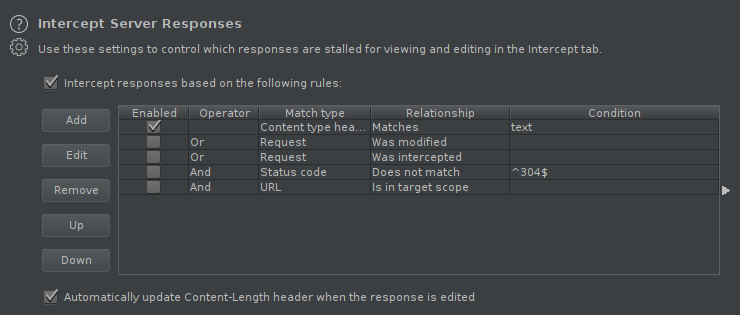 Intercept Server Responses
Use these settings to control which responses are stalled for viewing and editing in the Intercept tab.
Intercept responses based on the following rules:
Add
Edit
Remove
Up
Down
Enabled Operator Match type Relationship Condition
Content type hea... Matches text
Or Request Was modified
Or Request Was intercepted
And Status code Does not match ^304$
And URL Is in target scope
Automatically update Content-Length header when the response is edited